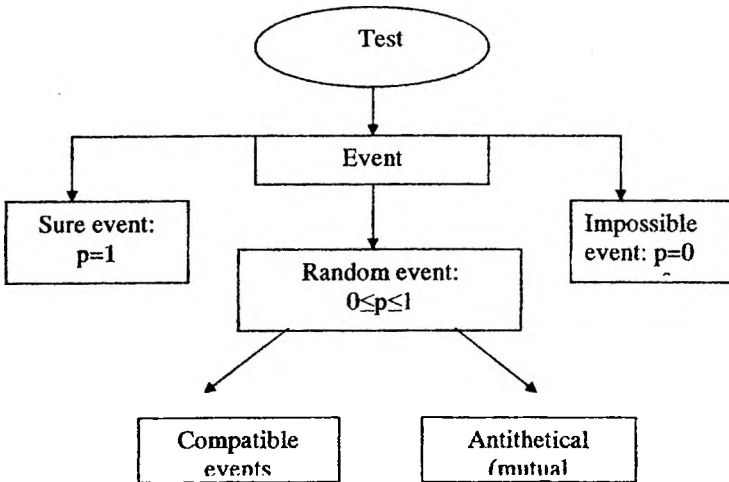 Test
Event
Sure event:
p=1
Impossible
event: p=0
Random event:
0≤p≤1
Compatible
events
Antithetical
(mutual